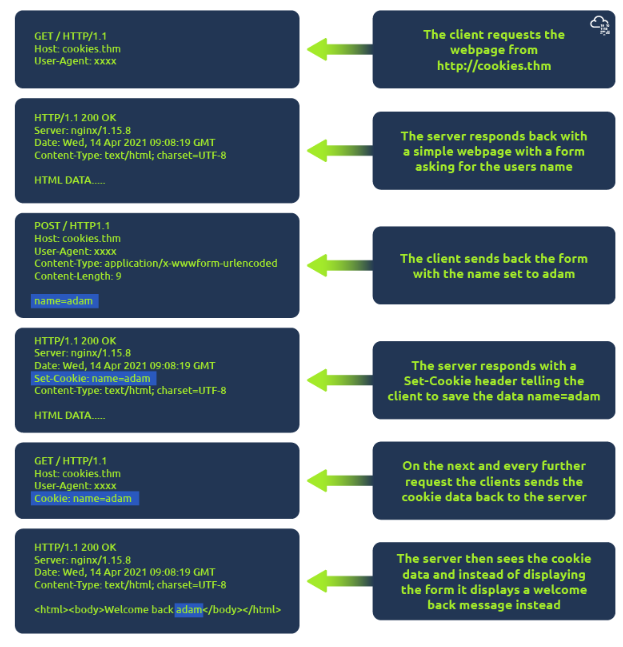 GET / HTTP/1.1
Host: cookies.thm
User-Agent: xxxx
The client requests the
webpage from
http://cookies.thm
HTTP/1.1 200 OK
Server: nginx/1.15.8
Date: Wed, 14 Apr 2021 09:08:19 GMT
Content-Type: text/html; charset=UTF-8
HTML DATA.....
The server responds back with
a simple webpage with a form
asking for the users name
POST / HTTP1.1
Host: cookies.thm
User-Agent: xxxx
Content-Type: application/x-wwwform-urlencoded
Content-Length: 9
name=adam
The client sends back the form
with the name set to adam
HTTP/1.1 200 OK
Server: nginx/1.15.8
Date: Wed, 14 Apr 2021 09:08:19 GMT
Set-Cookie: name=adam
Content-Type: text/html; charset=UTF-8
HTML DATA.....
The server responds with a
Set-Cookie header telling the
client to save the data name=adam
GET / HTTP/1.1
Host: cookies.thm
User-Agent: xxxx
Cookie: name=adam
On the next and every further
request the clients sends the
cookie data back to the server
HTTP/1.1 200 OK
Server: nginx/1.15.8
Date: Wed, 14 Apr 2021 09:08:19 GMT
Content-Type: text/html; charset=UTF-8
<html><body>Welcome back adam</body></html>
The server then sees the cookie
data and instead of displaying
the form it displays a welcome
back message instead